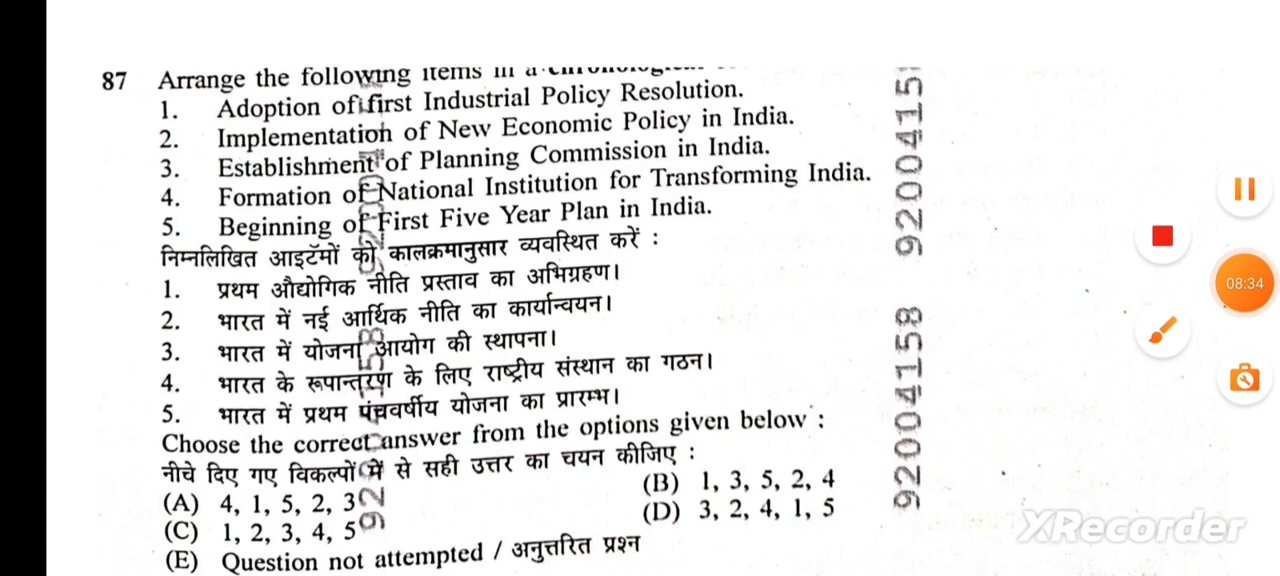 87 Arrange the following items in a
1. Adoption of first Industrial Policy Resolution.
2. Implementation of New Economic Policy in India.
3. Establishment of Planning Commission in India.
4. Formation of National Institution for Transforming India.
5. Beginning of First Five Year Plan in India.
निम्नलिखित आइटॅमों को कालक्रमानुसार व्यवस्थित करें :
1. प्रथम औद्योगिक नीति प्रस्ताव का अभिग्रहण।
2. भारत में नई आर्थिक नीति का कार्यान्वयन।
3. भारत में योजना आयोग की स्थापना।
4. भारत के रूपान्तरण के लिए राष्ट्रीय संस्थान का गठन।
5. भारत में प्रथम पंचवर्षीय योजना का प्रारम्भ।
Choose the correct answer from the options given below :
नीचे दिए गए विकल्पों में से सही उत्तर का चयन कीजिए :
(A) 4, 1, 5, 2, 3
(B) 1, 3, 5, 2, 4
(C) 1, 2, 3, 4, 5
(D) 3, 2, 4, 1, 5
(E) Question not attempted / अनुत्तरित प्रश्न
92004158
08:34
XRecorder